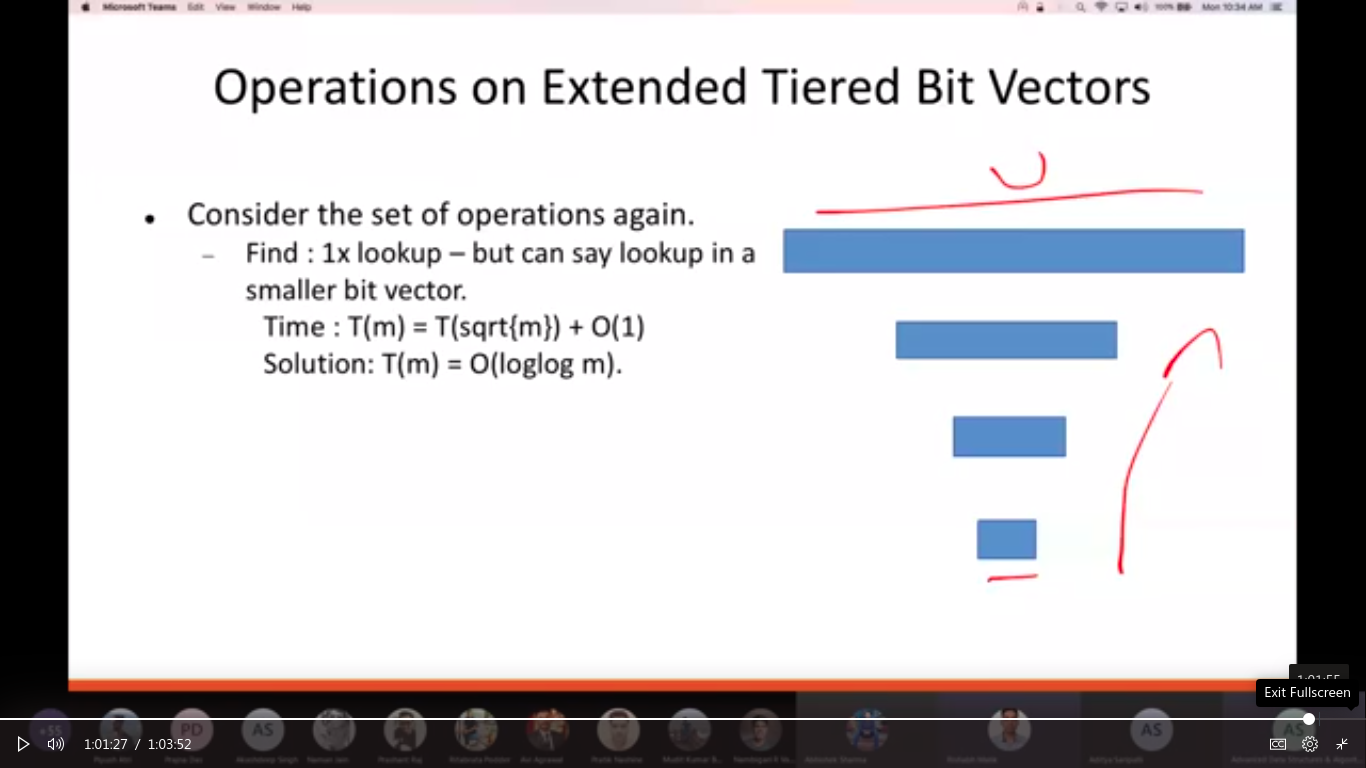 Microsoft Teams Edit View Window Help
100% Mon 10:34 AM
Operations on Extended Tiered Bit Vectors
U
• Consider the set of operations again.
– Find : 1x lookup – but can say lookup in a
smaller bit vector.
Time : T(m) = T(sqrt{m}) + O(1)
Solution: T(m) = O(loglog m).
Exit Fullscreen
+55 PD AS AS AS
1:01:27 / 1:03:52
CC